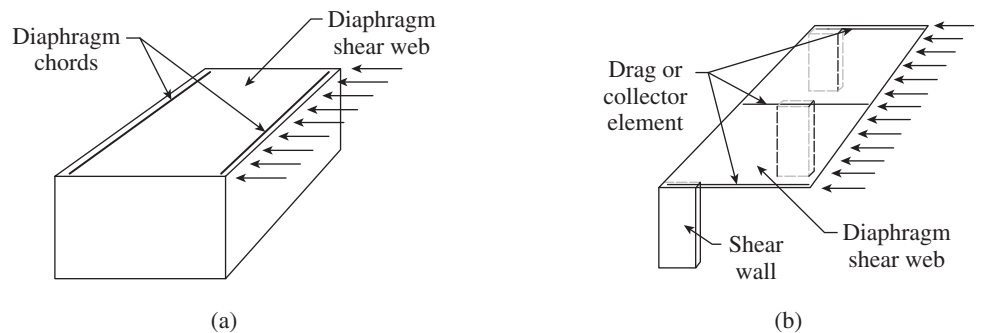 Diaphragm
chords
Diaphragm
shear web
(a)
Drag or
collector
element
Shear
wall
Diaphragm
shear web
(b)